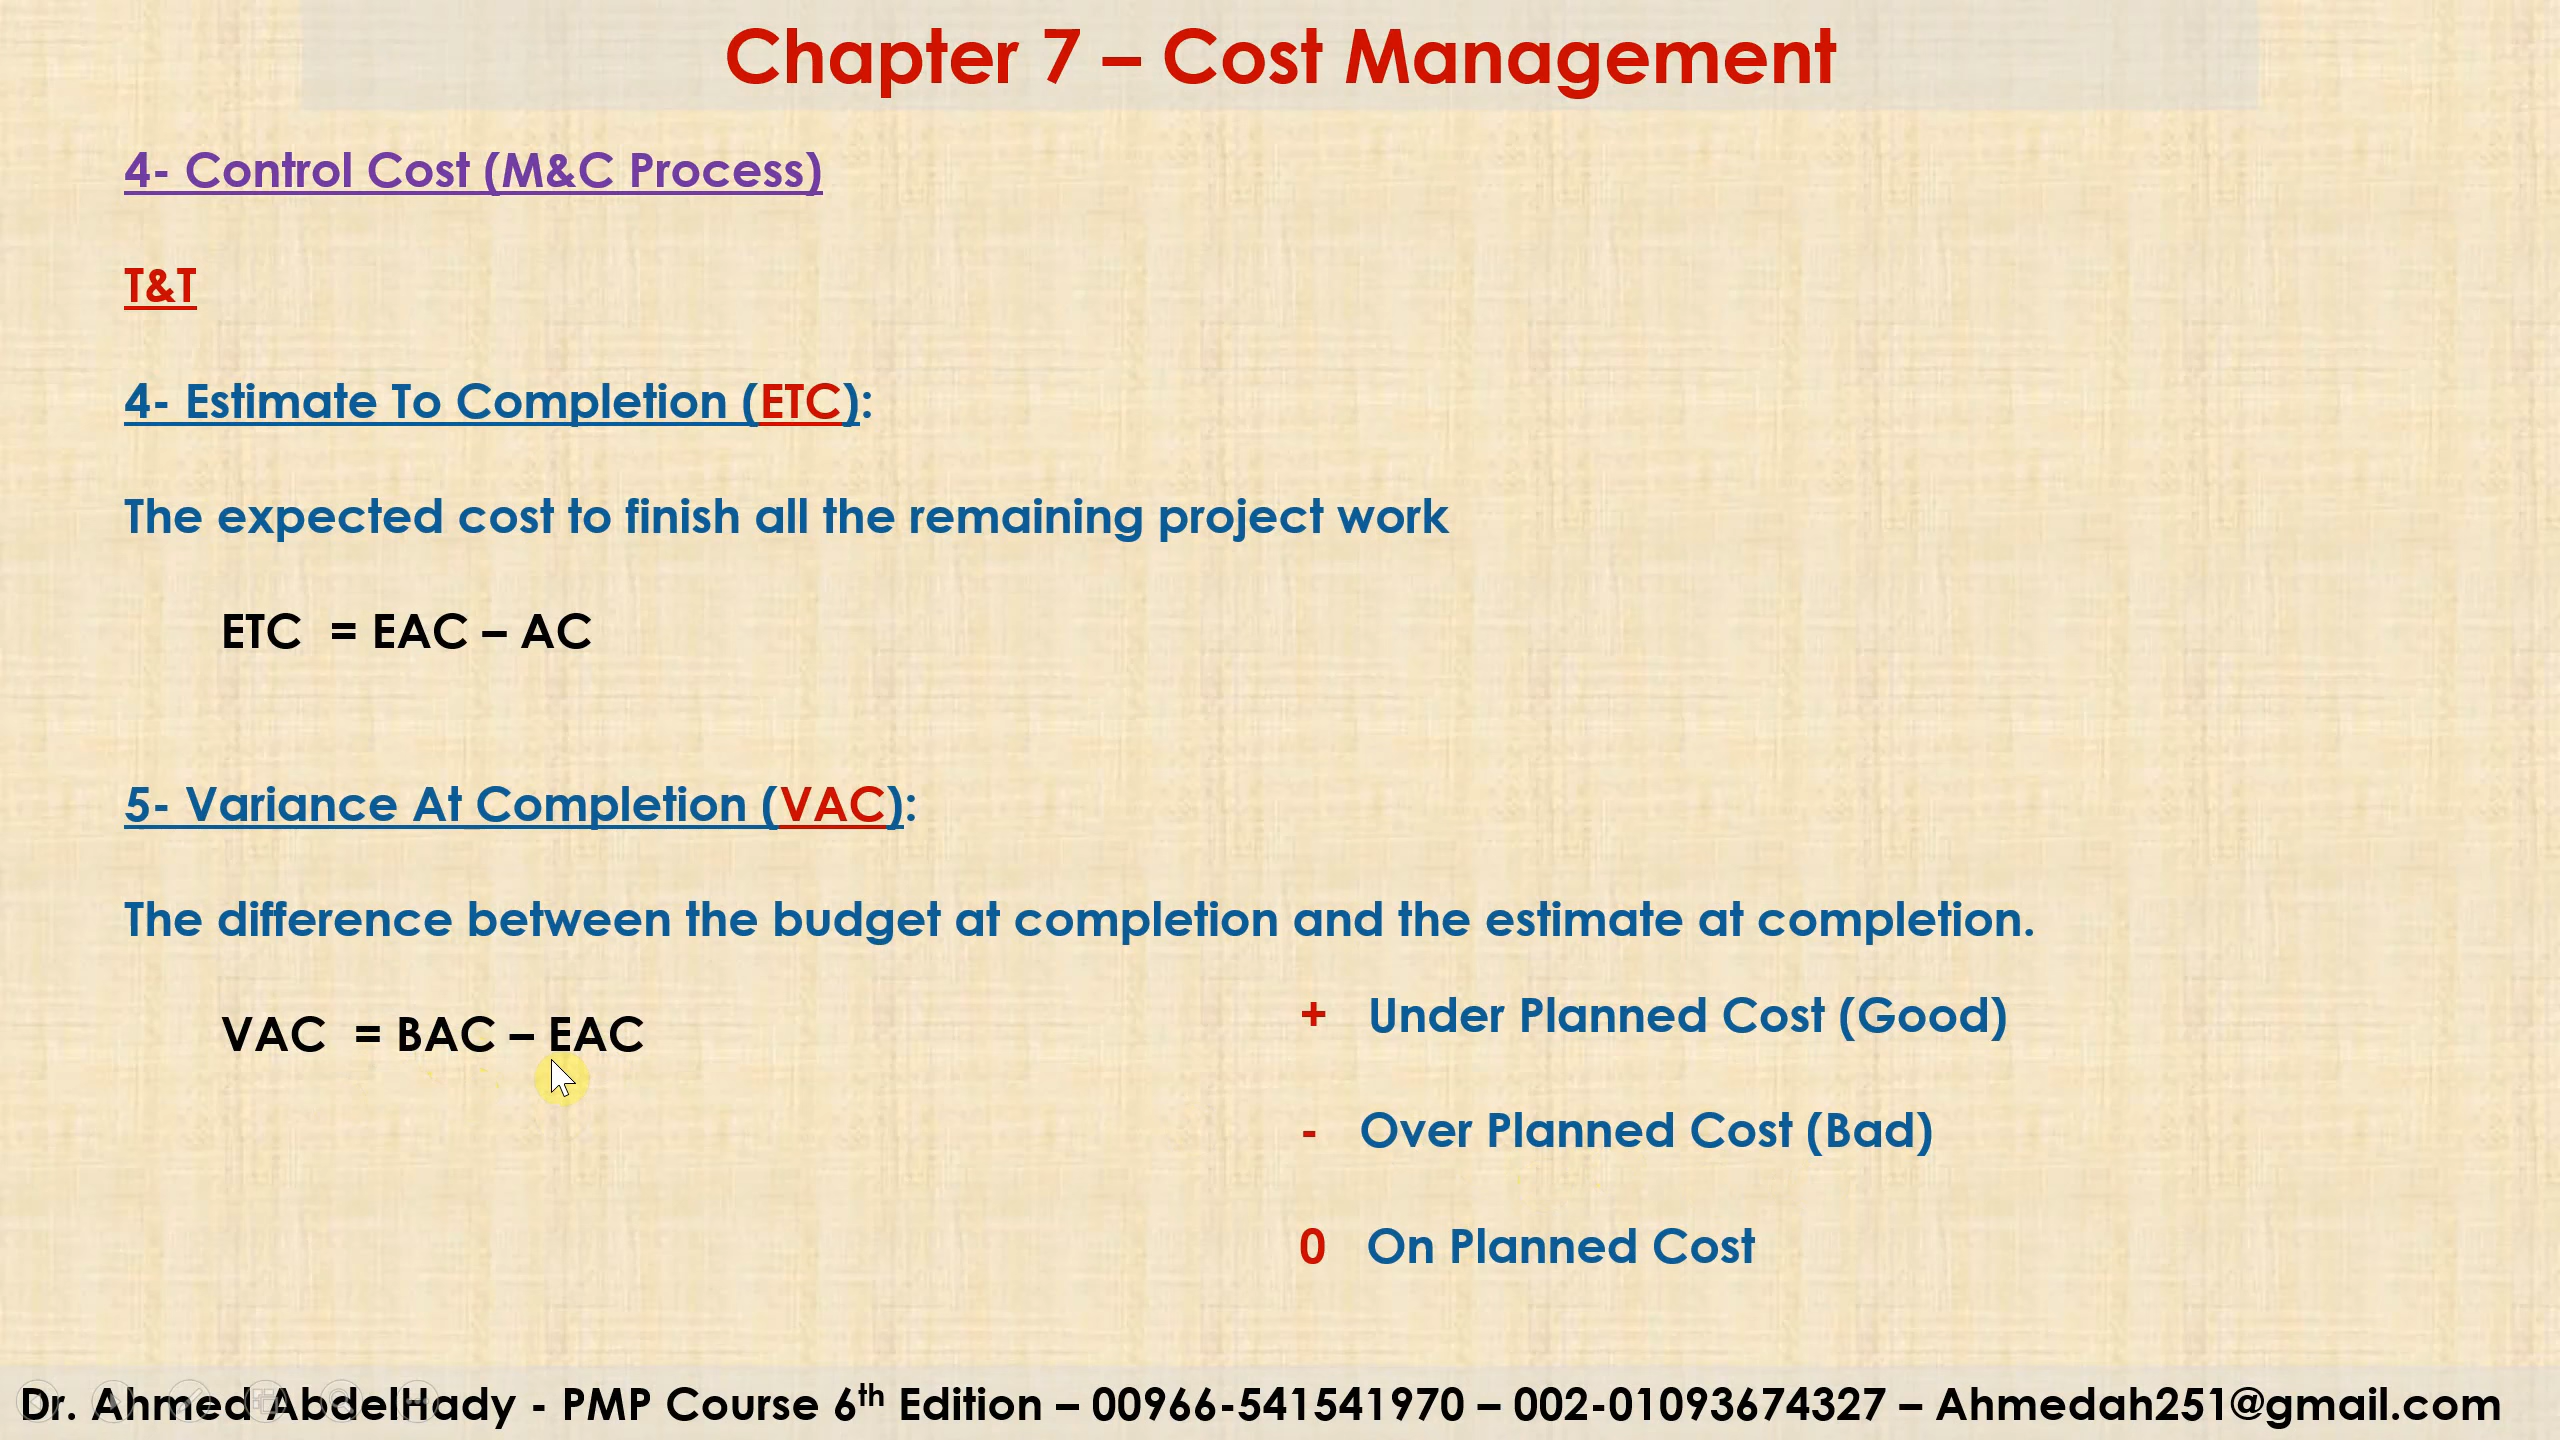 Chapter 7 – Cost Management
4- Control Cost (M&C Process)
T&T
4- Estimate To Completion (ETC):
The expected cost to finish all the remaining project work
ETC = EAC – AC
5- Variance At Completion (VAC):
The difference between the budget at completion and the estimate at completion.
VAC = BAC – EAC
+ Under Planned Cost (Good)
- Over Planned Cost (Bad)
0 On Planned Cost
Dr. Ahmed AbdelHady - PMP Course 6th Edition – 00966-541541970 – 002-01093674327 – Ahmedah251@gmail.com